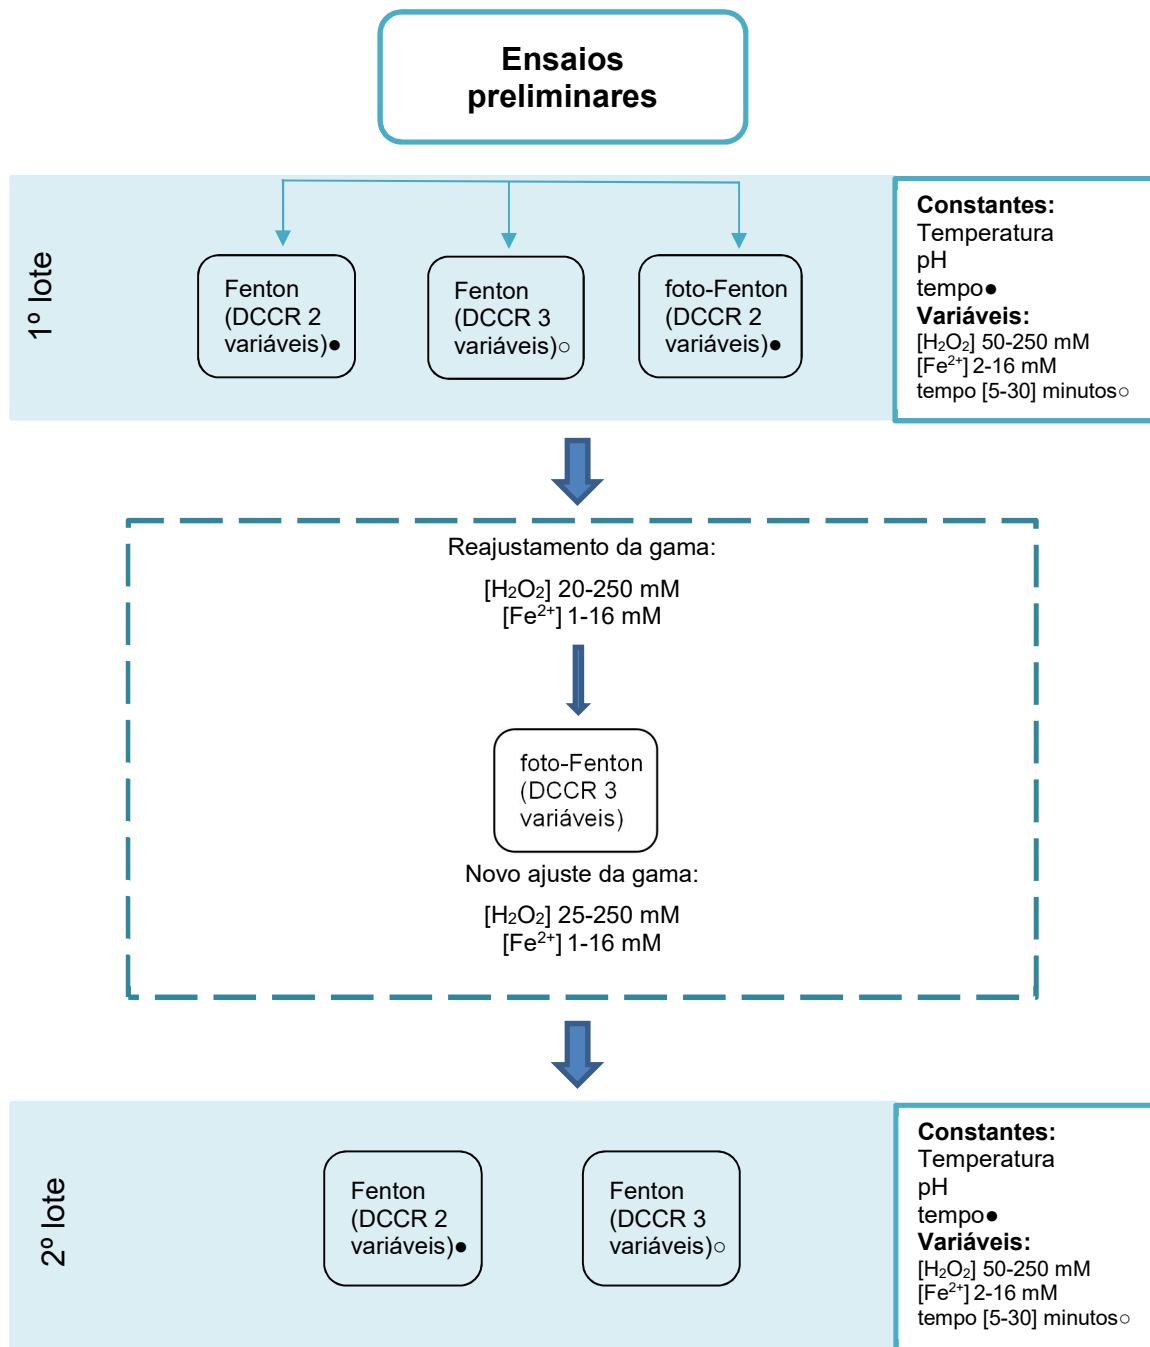 Ensaios
preliminares
1º lote
Fenton
(DCCR 2
variáveis)●
Fenton
(DCCR 3
variáveis)○
foto-Fenton
(DCCR 2
variáveis)●
Constantes:
Temperatura
pH
tempo●
Variáveis:
[H₂O₂] 50-250 mM
[Fe²⁺] 2-16 mM
tempo [5-30] minutos○
Reajustamento da gama:
[H₂O₂] 20-250 mM
[Fe²⁺] 1-16 mM
foto-Fenton
(DCCR 3
variáveis)
Novo ajuste da gama:
[H₂O₂] 25-250 mM
[Fe²⁺] 1-16 mM
2º lote
Fenton
(DCCR 2
variáveis)●
Fenton
(DCCR 3
variáveis)○
Constantes:
Temperatura
pH
tempo●
Variáveis:
[H₂O₂] 50-250 mM
[Fe²⁺] 2-16 mM
tempo [5-30] minutos○